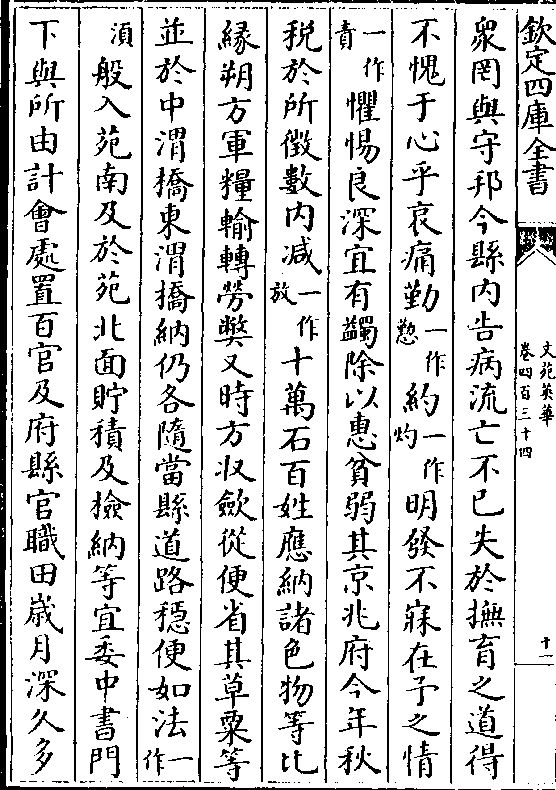 欽定四庫全書
文苑英華
卷四百三十四
十一
衆罔與守邦今縣内告病流亡不已失於撫育之道得
不愧于心乎哀痛勤一作懃約一作灼明發不寐在予之情
一作責懼惕良深宜有蠲除以惠貧弱其京兆府今年秋
税於所徴數内减一作放十萬石百姓應納諸色物等比
縁朔方軍糧輸轉勞弊又時方収斂從便省其草粟等
並於中渭橋東渭橋納仍各隨當縣道路穩便如法一作
須般入苑南及於苑北面貯積及撿納等宜委中書門
下與所由計會處置百官及府縣官職田歳月深久多